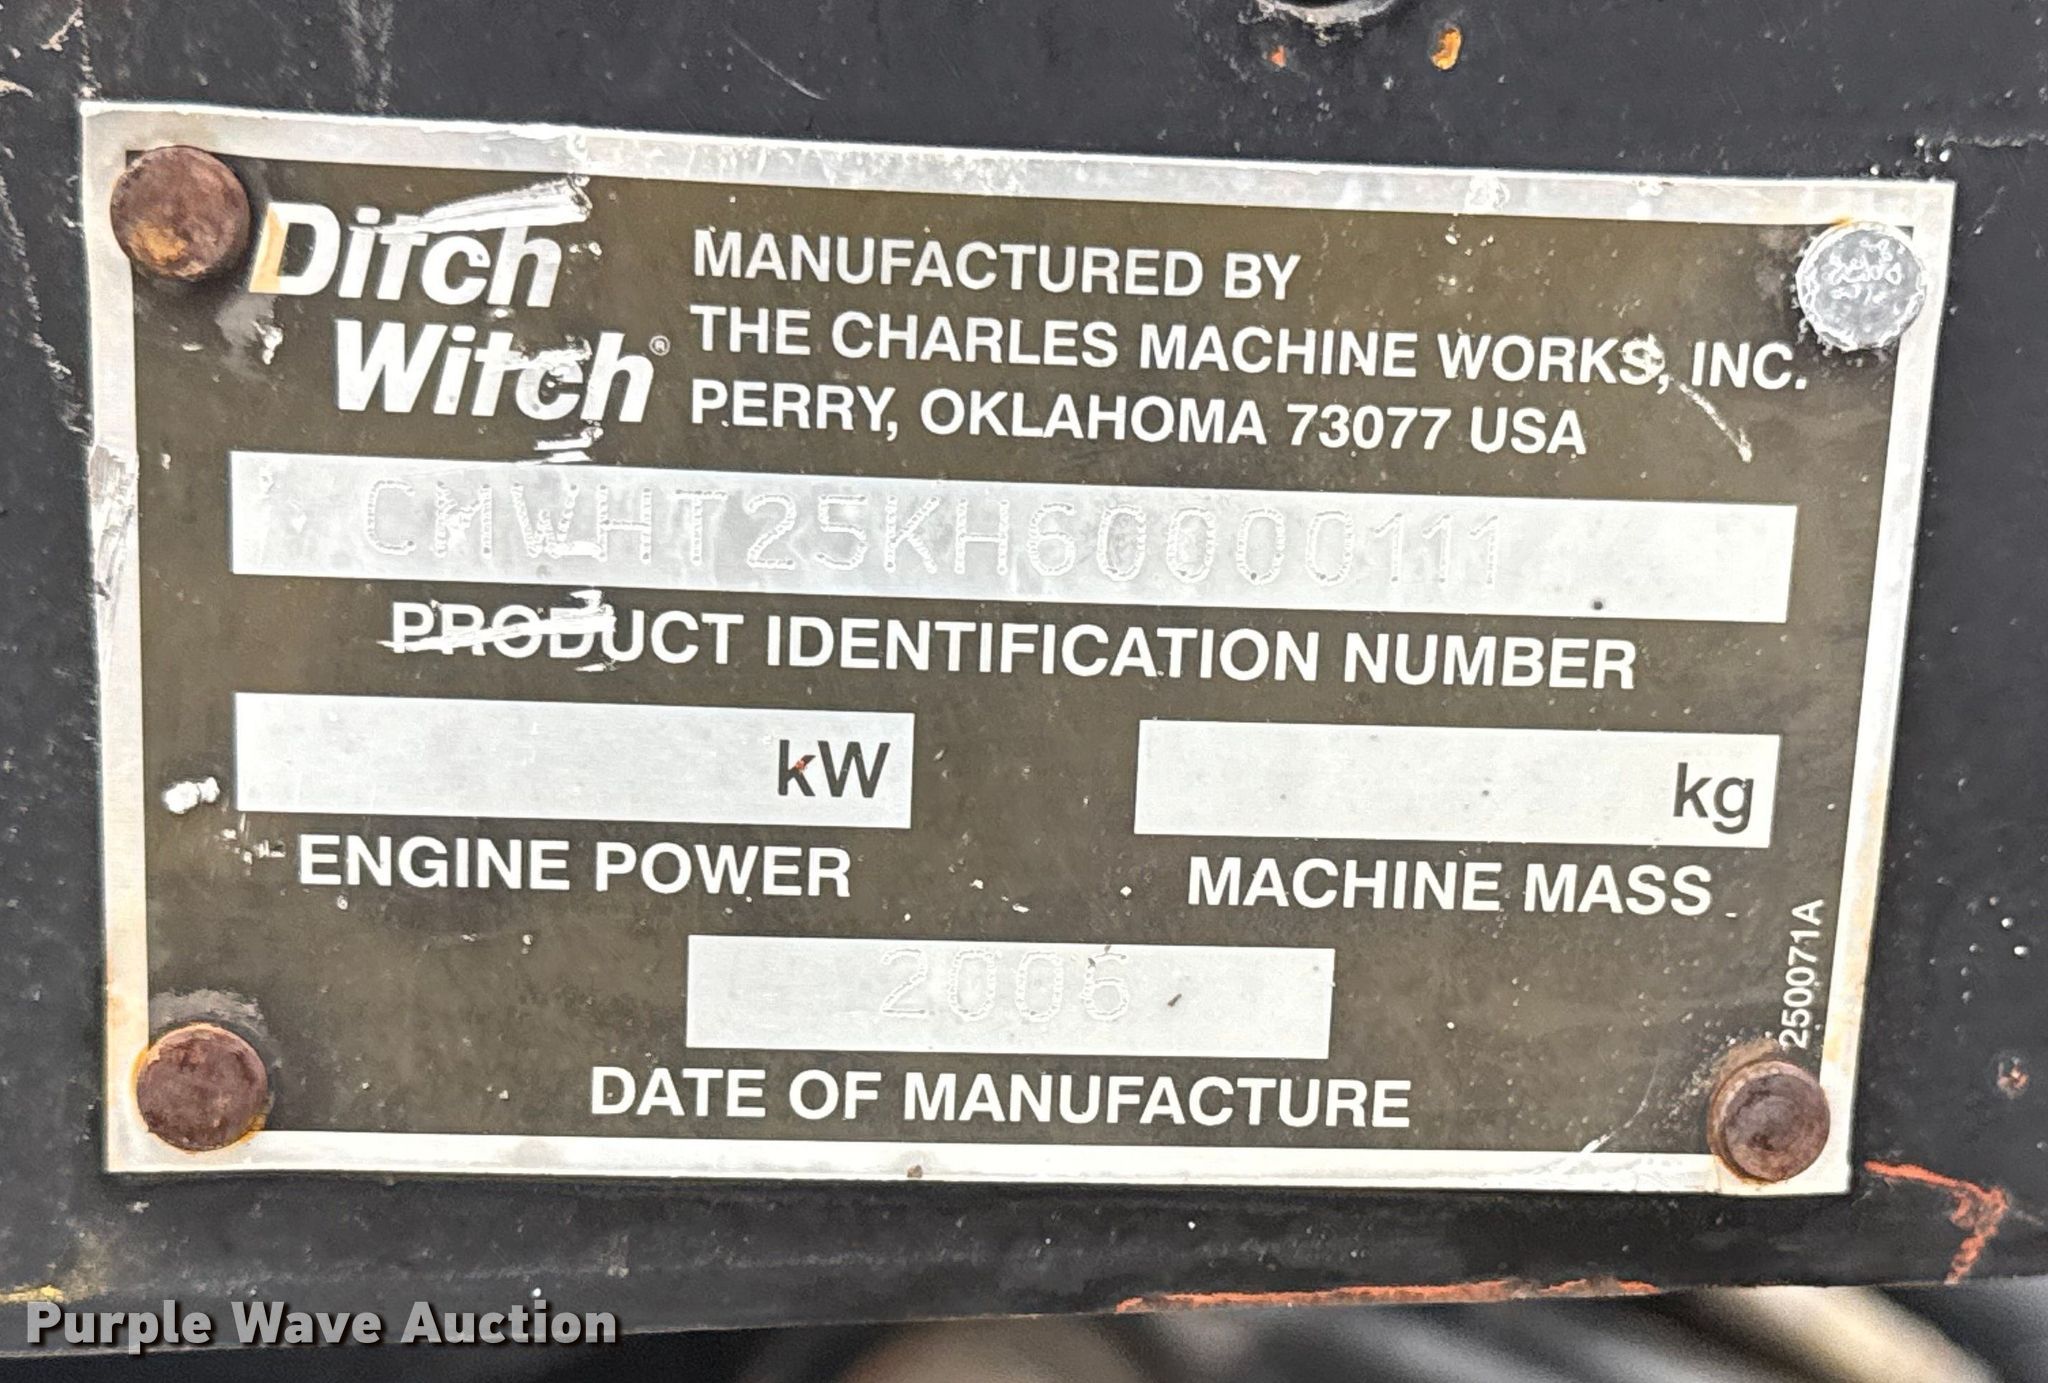 Ditch
Witch®
MANUFACTURED BY
THE CHARLES MACHINE WORKS, INC.
PERRY, OKLAHOMA 73077 USA
CMWHT25KH60000111
PRODUCT IDENTIFICATION NUMBER
kW
kg
ENGINE POWER
MACHINE MASS
2006
DATE OF MANUFACTURE
250071A
Purple Wave Auction